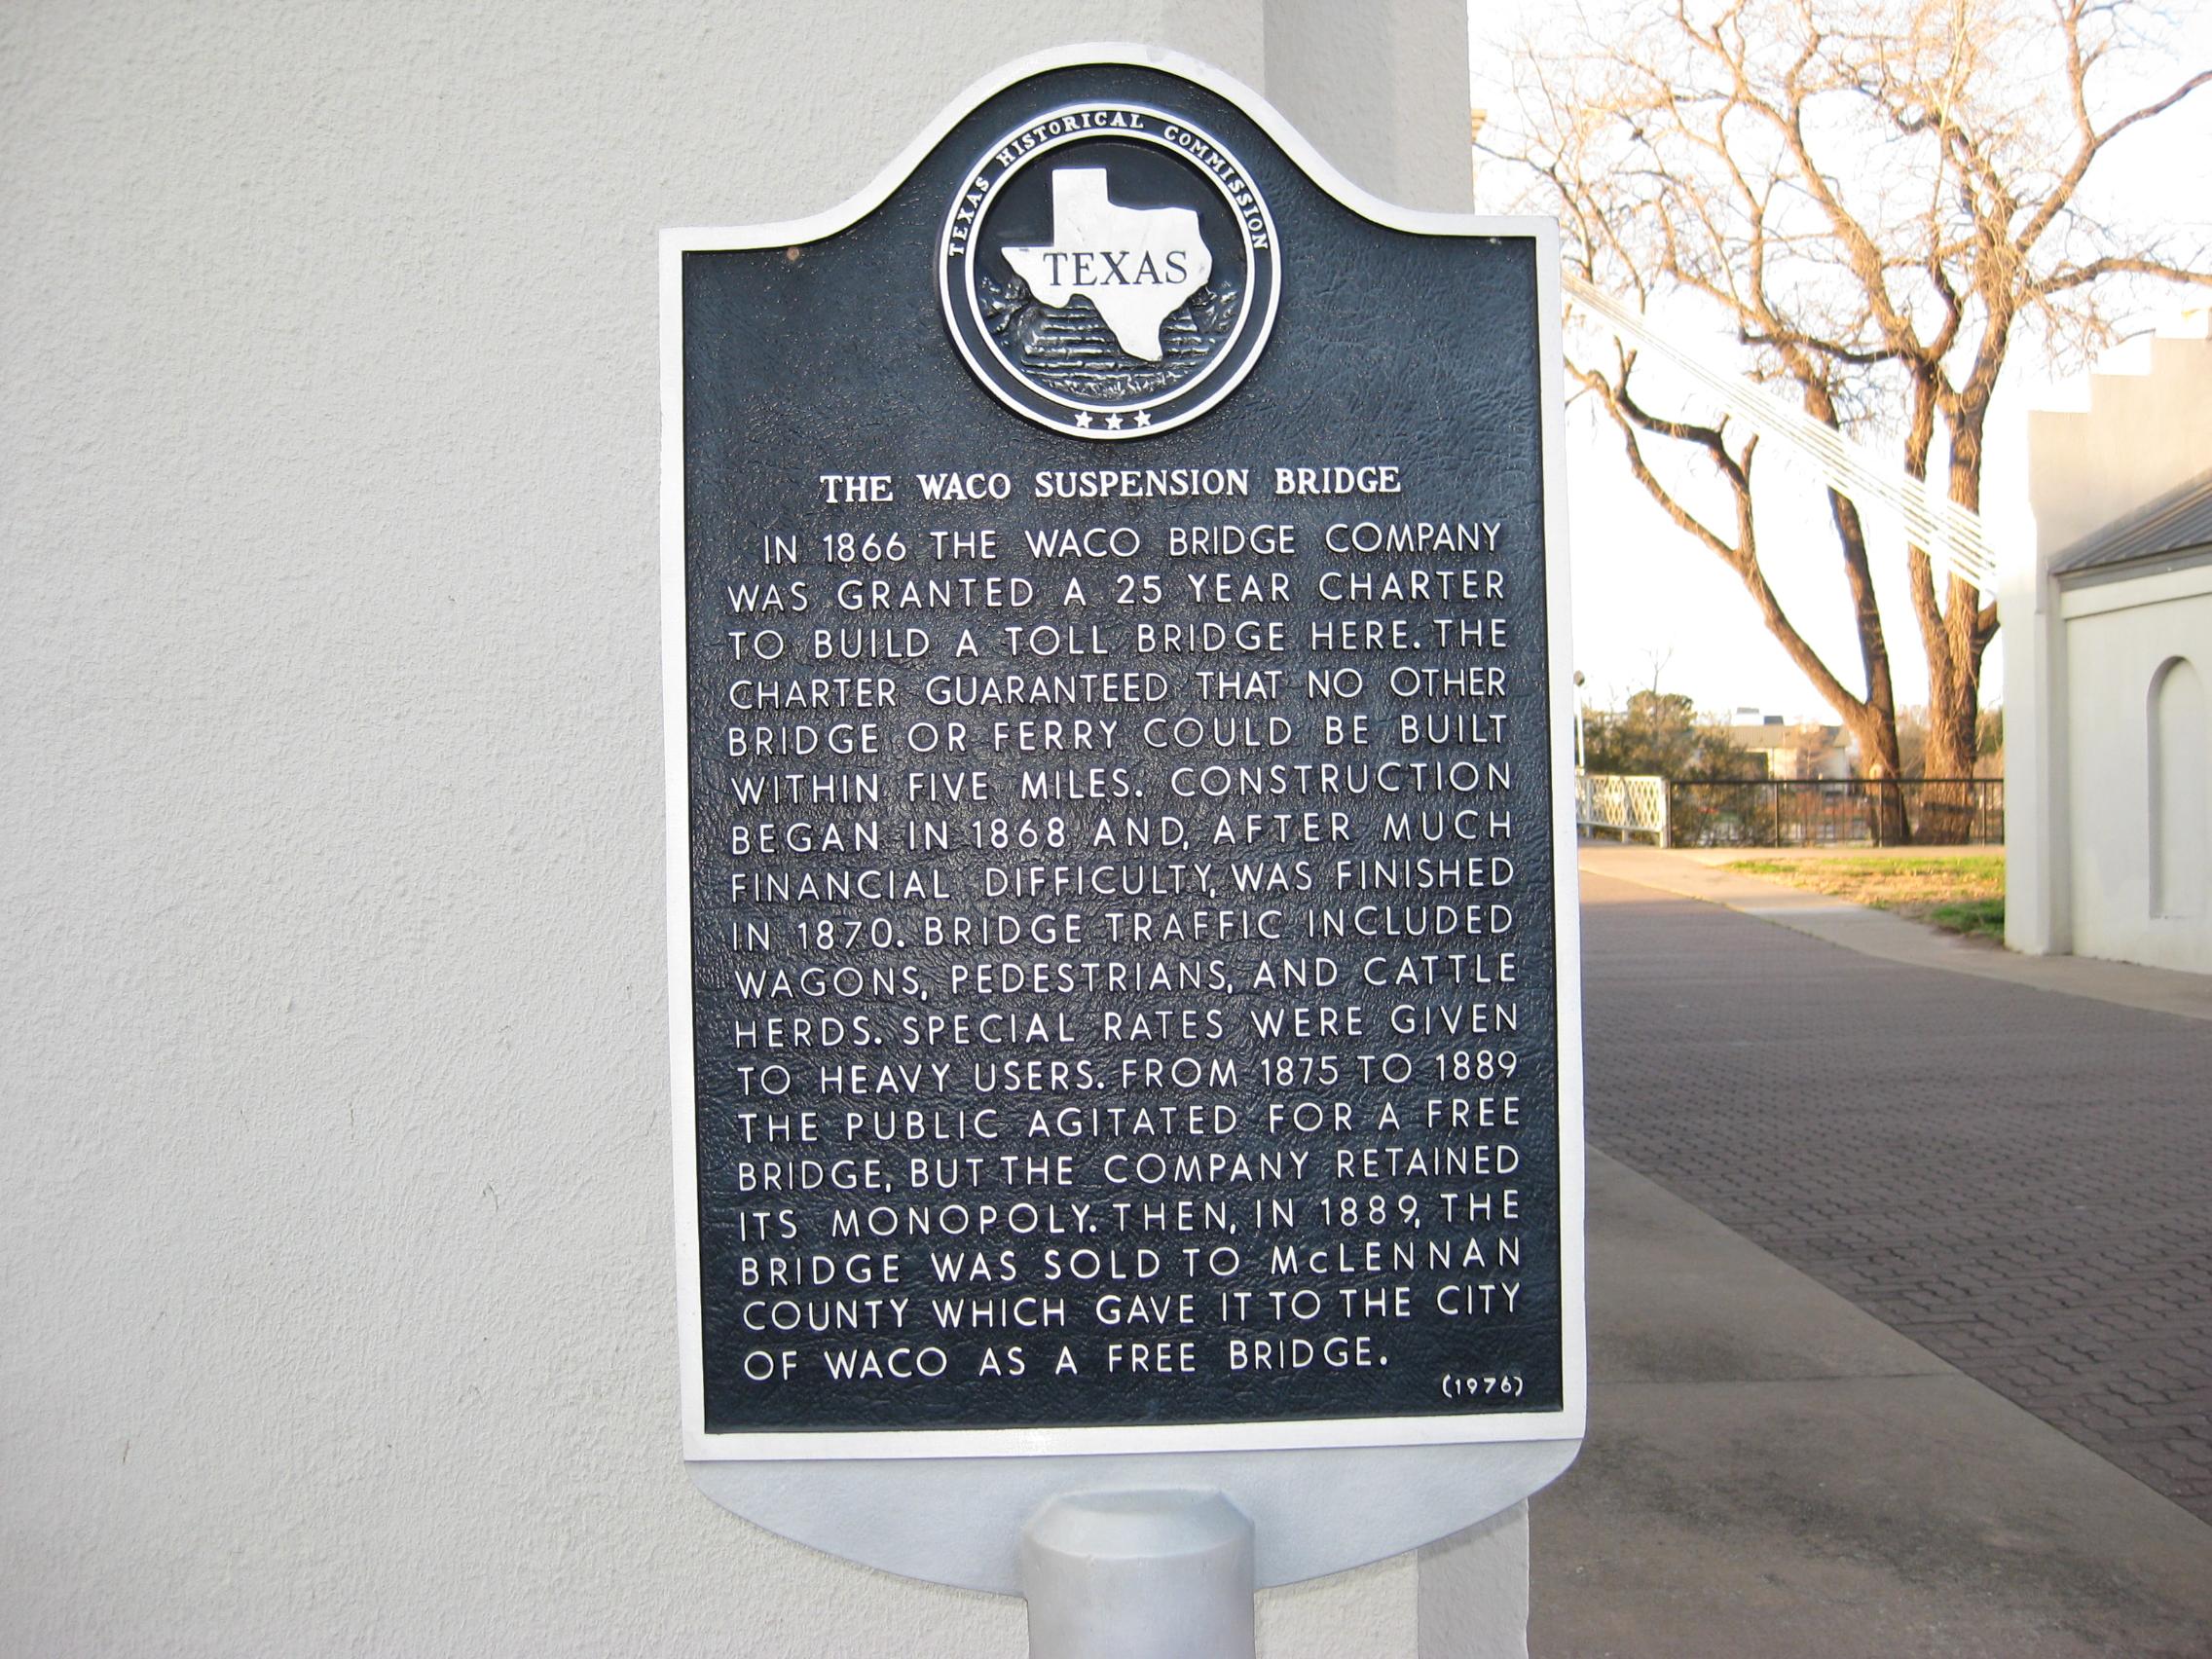 TEXAS HISTORICAL COMMISSION
TEXAS
THE WACO SUSPENSION BRIDGE
IN 1866 THE WACO BRIDGE COMPANY
WAS GRANTED A 25 YEAR CHARTER
TO BUILD A TOLL BRIDGE HERE. THE
CHARTER GUARANTEED THAT NO OTHER
BRIDGE OR FERRY COULD BE BUILT
WITHIN FIVE MILES. CONSTRUCTION
BEGAN IN 1868 AND, AFTER MUCH
FINANCIAL DIFFICULTY, WAS FINISHED
IN 1870. BRIDGE TRAFFIC INCLUDED
WAGONS, PEDESTRIANS, AND CATTLE
HERDS. SPECIAL RATES WERE GIVEN
TO HEAVY USERS. FROM 1875 TO 1889
THE PUBLIC AGITATED FOR A FREE
BRIDGE, BUT THE COMPANY RETAINED
ITS MONOPOLY. THEN, IN 1889, THE
BRIDGE WAS SOLD TO McLENNAN
COUNTY WHICH GAVE IT TO THE CITY
OF WACO AS A FREE BRIDGE.
(1976)